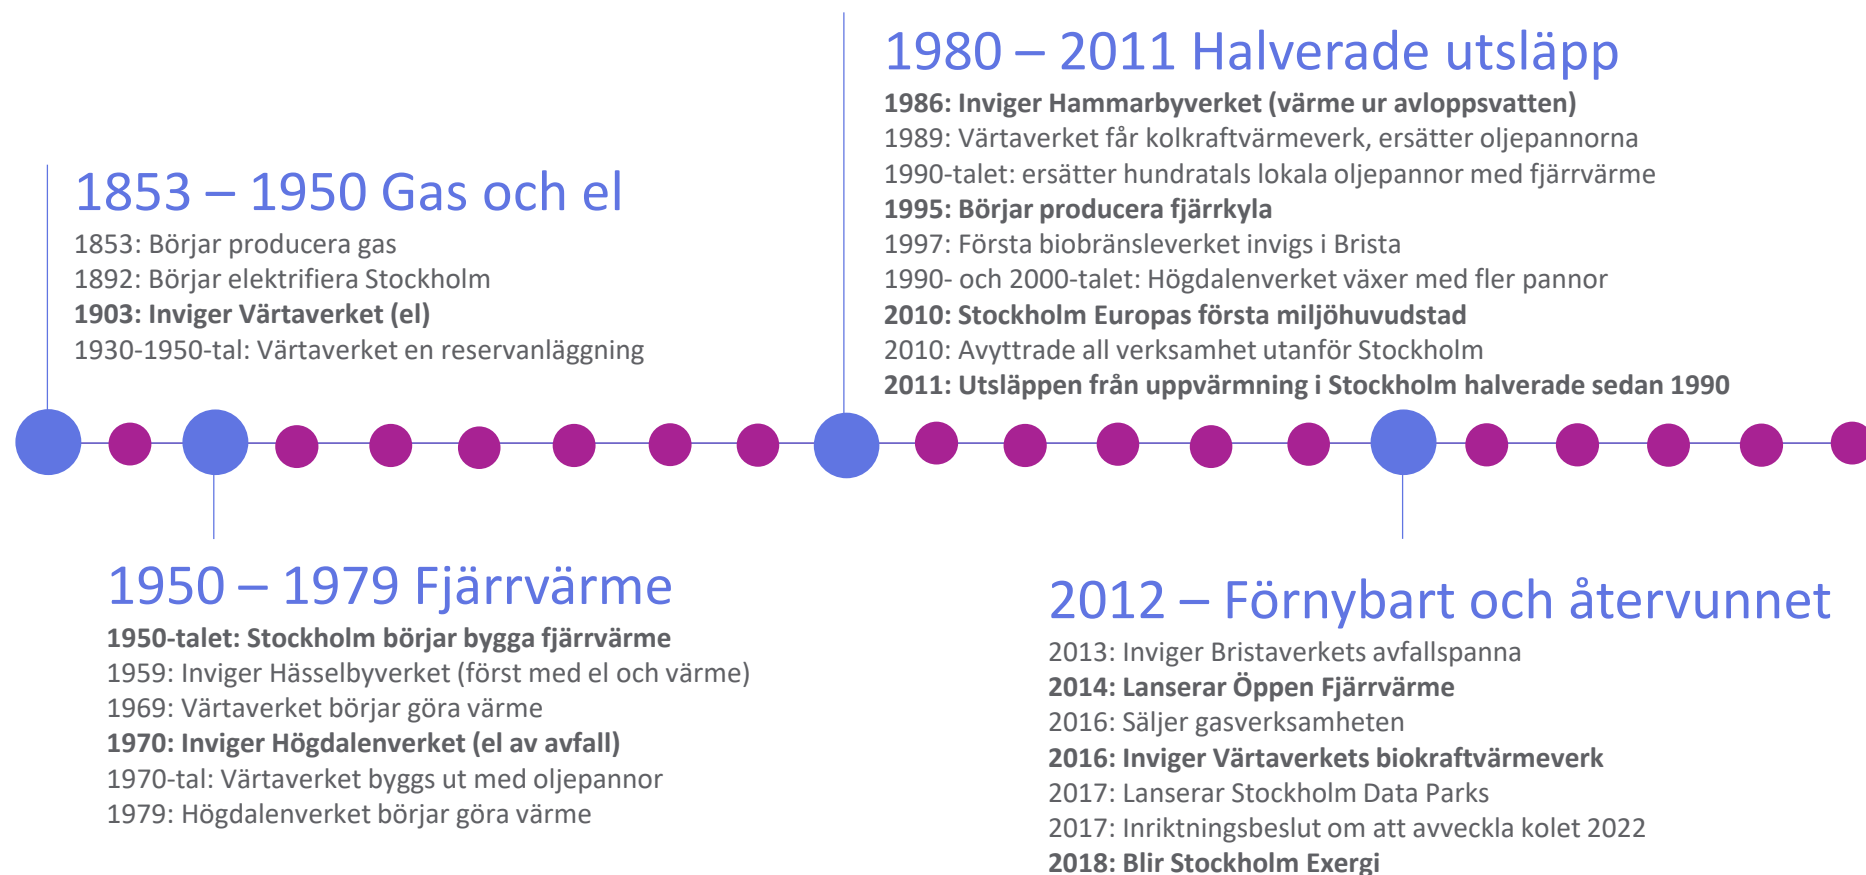 1853 – 1950 Gas och el
1853: Börjar producera gas
1892: Börjar elektrifiera Stockholm
1903: Inviger Värtaverket (el)
1930-1950-tal: Värtaverket en reservanläggning
1950 – 1979 Fjärrvärme
1950-talet: Stockholm börjar bygga fjärrvärme
1959: Inviger Hässelbyverket (först med el och värme)
1969: Värtaverket börjar göra värme
1970: Inviger Högdalenverket (el av avfall)
1970-tal: Värtaverket byggs ut med oljepannor
1979: Högdalenverket börjar göra värme
1980 – 2011 Halverade utsläpp
1986: Inviger Hammarbyverket (värme ur avloppsvatten)
1989: Värtaverket får kolkraftvärmeverk, ersätter oljepannorna
1990-talet: ersätter hundratals lokala oljepannor med fjärrvärme
1995: Börjar producera fjärrkyla
1997: Första biobränsleverket invigs i Brista
1990- och 2000-talet: Högdalenverket växer med fler pannor
2010: Stockholm Europas första miljöhuvudstad
2010: Avyttrade all verksamhet utanför Stockholm
2011: Utsläppen från uppvärmning i Stockholm halverade sedan 1990
2012 – Förnybart och återvunnet
2013: Inviger Bristaverkets avfallspanna
2014: Lanserar Öppen Fjärrvärme
2016: Säljer gasverksamheten
2016: Inviger Värtaverkets biokraftvärmeverk
2017: Lanserar Stockholm Data Parks
2017: Inriktningsbeslut om att avveckla kolet 2022
2018: Blir Stockholm Exergi